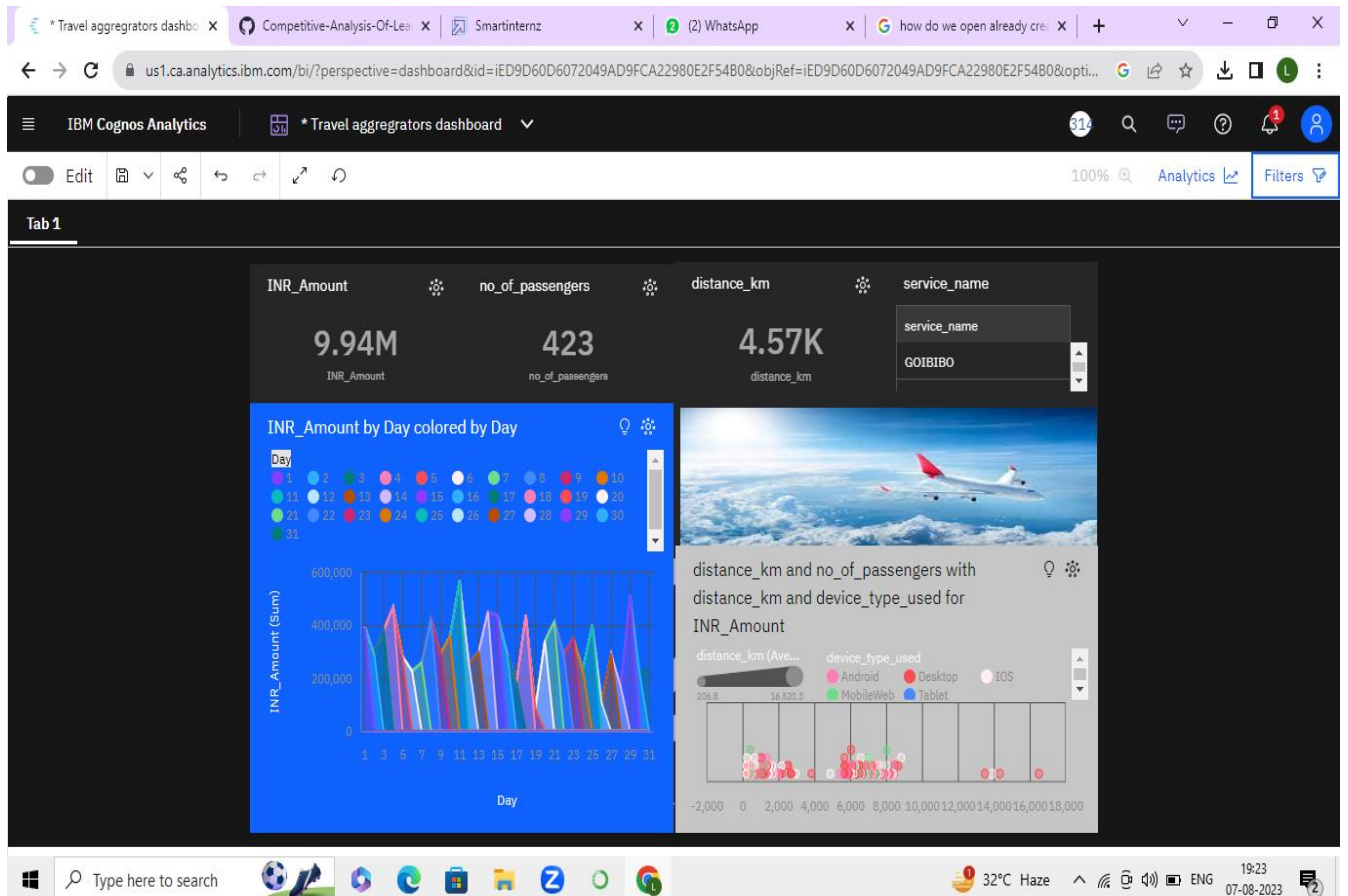 * Travel aggregrators dashbo
Competitive-Analysis-Of-Lea
Smartinternz
(2) WhatsApp
how do we open already cre
us1.ca.analytics.ibm.com/bi/?perspective=dashboard&id=iED9D60D6072049AD9FCA22980E2F54B0&objRef=iED9D60D6072049AD9FCA22980E2F54B0&opti...
IBM Cognos Analytics
* Travel aggregrators dashboard
314
1
Edit
100%
Analytics
Filters
Tab 1
INR_Amount
9.94M
INR_Amount
no_of_passengers
423
no_of_passengers
distance_km
4.57K
distance_km
service_name
service_name
GOIBIBO
INR_Amount by Day colored by Day
Day
1 2 3 4 5 6 7 8 9 10
11 12 13 14 15 16 17 18 19 20
21 22 23 24 25 26 27 28 29 30
31
INR_Amount (Sum)
600,000
400,000
200,000
0
1 3 5 7 9 11 13 15 17 19 21 23 25 27 29 31
Day
distance_km and no_of_passengers with
distance_km and device_type_used for
INR_Amount
distance_km (Ave...
206.5 16,520.3
device_type_used
Android Desktop IOS
MobileWeb Tablet
-2,000 0 2,000 4,000 6,000 8,000 10,000 12,000 14,000 16,000 18,000
Type here to search
32°C Haze
ENG
19:23
07-08-2023
2